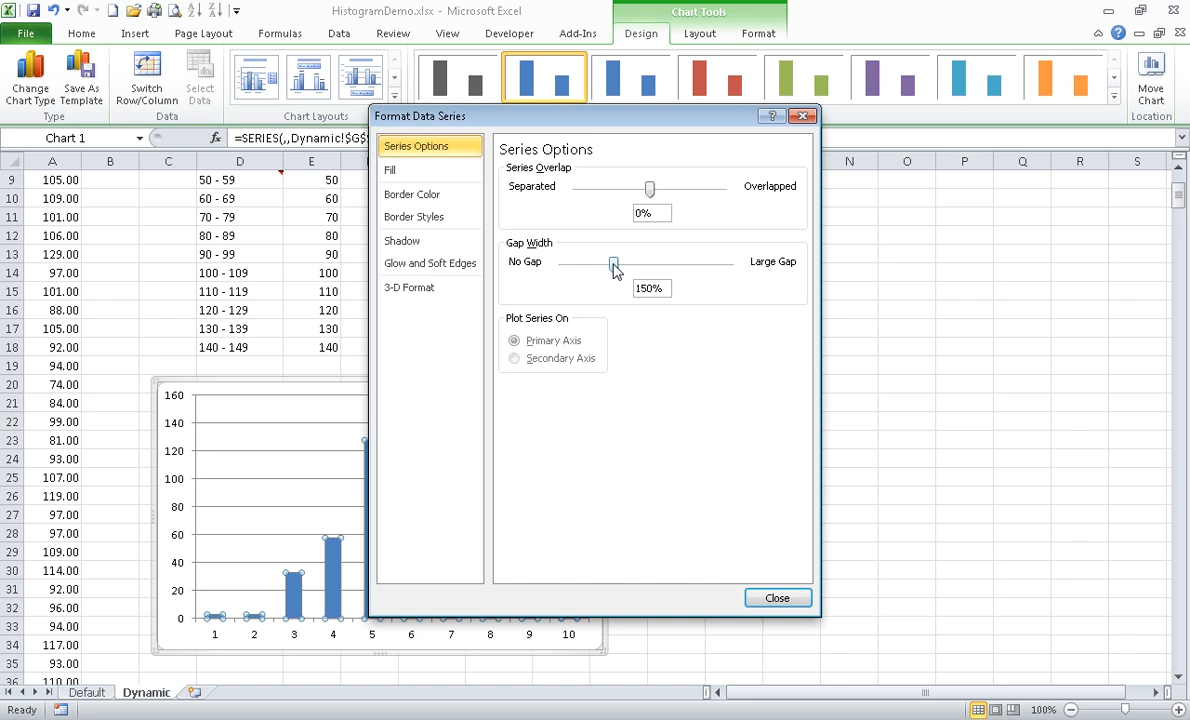 HistogramDemo.xlsx - Microsoft Excel
Chart Tools
File Home Insert Page Layout Formulas Data Review View Developer Add-Ins Design Layout Format
Change Chart Type
Save As Template
Switch Row/Column
Select Data
Move Chart
Type Data Chart Layouts Location
Chart 1 fx =SERIES(,,Dynamic!$G$
A B C D E N O P Q R S
9 105.00 50 - 59 50
10 109.00 60 - 69 60
11 101.00 70 - 79 70
12 106.00 80 - 89 80
13 129.00 90 - 99 90
14 97.00 100 - 109 100
15 101.00 110 - 119 110
16 88.00 120 - 129 120
17 105.00 130 - 139 130
18 92.00 140 - 149 140
19 94.00
20 74.00
21 84.00
22 99.00
23 81.00
24 93.00
25 107.00
26 119.00
27 97.00
28 97.00
29 109.00
30 114.00
31 92.00
32 96.00
33 94.00
34 117.00
35 93.00
36 110.00
160
140
120
100
80
60
40
20
0
1 2 3 4 5 6 7 8 9 10
Format Data Series
Series Options
Fill
Border Color
Border Styles
Shadow
Glow and Soft Edges
3-D Format
Series Options
Series Overlap
Separated Overlapped
0%
Gap Width
No Gap Large Gap
150%
Plot Series On
Primary Axis
Secondary Axis
Close
Default Dynamic
Ready 100%